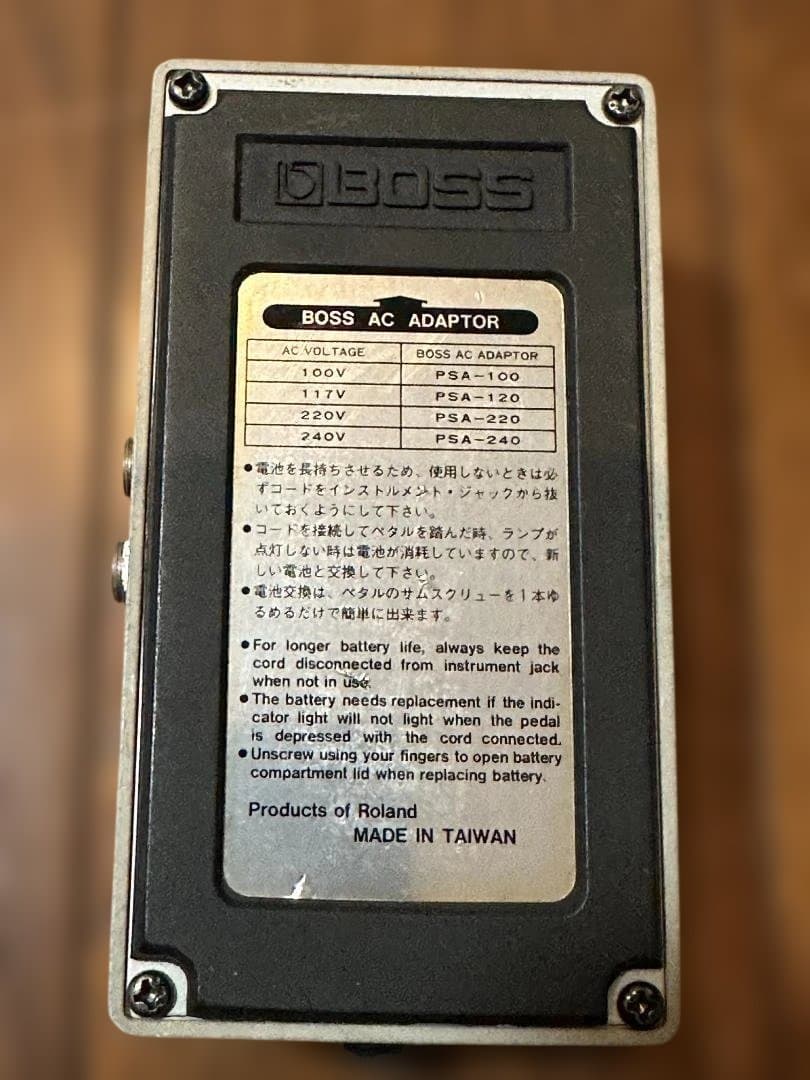 BOSS
BOSS AC ADAPTOR
AC VOLTAGE BOSS AC ADAPTOR
100V PSA-100
117V PSA-120
220V PSA-220
240V PSA-240
●電池を長持ちさせるため、使用しないときは必
ずコードをインストルメント・ジャックから抜
いておくようにして下さい。
●コードを接続してペタルを踏んだ時、ランプが
点灯しない時は電池が消耗していますので、新
しい電池と交換して下さい。
●電池交換は、ペタルのサムスクリューを1本ゆ
るめるだけで簡単に出来ます。
●For longer battery life, always keep the
cord disconnected from instrument jack
when not in use.
●The battery needs replacement if the indi-
cator light will not light when the pedal
is depressed with the cord connected.
●Unscrew using your fingers to open battery
compartment lid when replacing battery.
Products of Roland
MADE IN TAIWAN